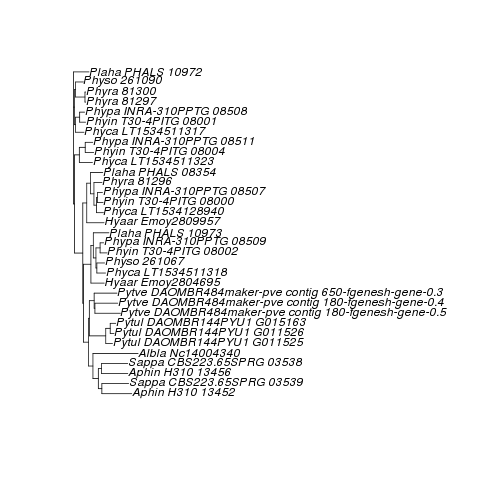 Plaha PHALS 10972
Physo 261090
Phyra 81300
Phyra 81297
Phypa INRA-310PPTG 08508
Phyin T30-4PITG 08001
Phyca LT1534511317
Phypa INRA-310PPTG 08511
Phyin T30-4PITG 08004
Phyca LT1534511323
Plaha PHALS 08354
Phyra 81296
Phypa INRA-310PPTG 08507
Phyin T30-4PITG 08000
Phyca LT1534128940
Hyaar Emoy2809957
Plaha PHALS 10973
Phypa INRA-310PPTG 08509
Phyin T30-4PITG 08002
Physo 261067
Phyca LT1534511318
Hyaar Emoy2804695
Pytve DAOMBR484maker-pve contig 650-fgenesh-gene-0.3
Pytve DAOMBR484maker-pve contig 180-fgenesh-gene-0.4
Pytve DAOMBR484maker-pve contig 180-fgenesh-gene-0.5
Pytul DAOMBR144PYU1 G015163
Pytul DAOMBR144PYU1 G011526
Pytul DAOMBR144PYU1 G011525
Albla Nc14004340
Sappa CBS223.65SPRG 03538
Aphin H310 13456
Sappa CBS223.65SPRG 03539
Aphin H310 13452